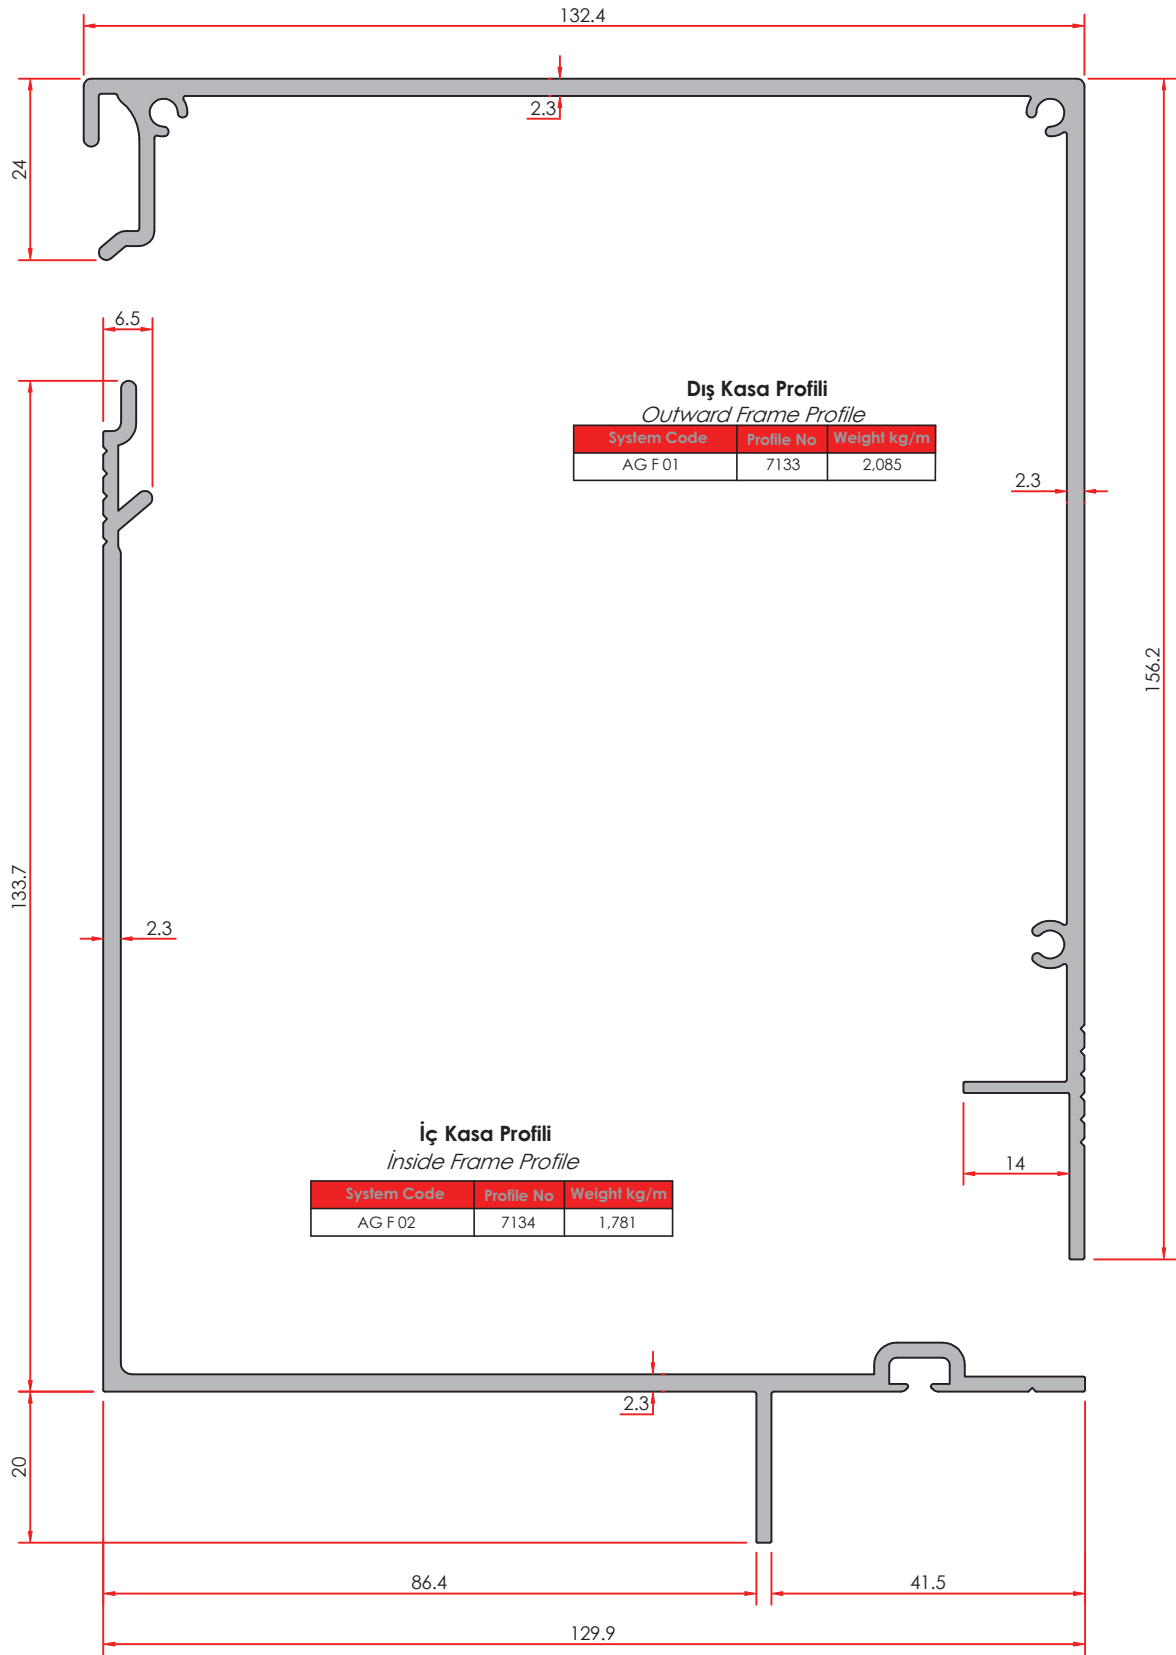 132.4
2.3
24
6.5
Dış Kasa Profili
Outward Frame Profile
System Code Profile No Weight kg/m
AG F 01 7133 2,085
2.3
156.2
133.7
2.3
İç Kasa Profili
İnside Frame Profile
System Code Profile No Weight kg/m
AG F 02 7134 1,781
14
2.3
20
86.4 41.5
129.9